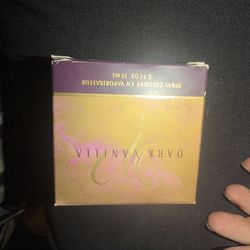 DARK VANILLA
SPRAY COLOGNE EN VAPORISATEUR
.5 FL OZ 15 ml